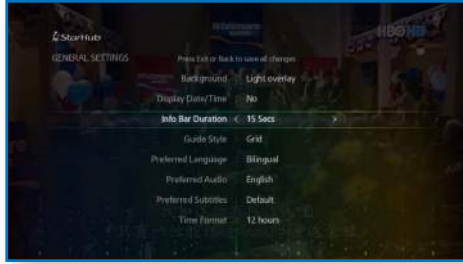 StarHub
HBO HD
GENERAL SETTINGS
Press Exit or Back to save all changes
Background Light overlay
Display Date/Time No
Info Bar Duration < 15 Secs >
Guide Style Grid
Preferred Language Bilingual
Preferred Audio English
Preferred Subtitles Default
Time Format 12 hours